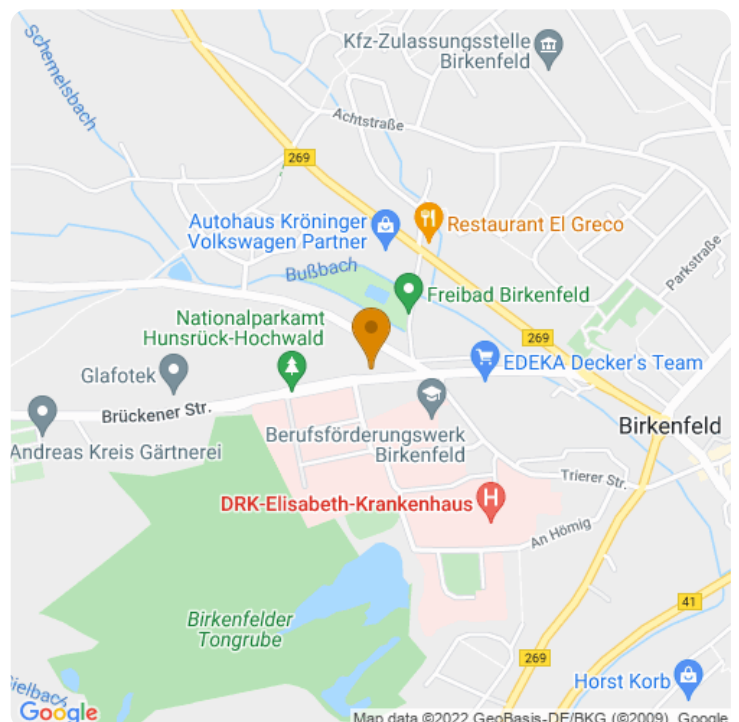 Schemelsbach
Kfz-Zulassungsstelle
Birkenfeld
Achtstraße
269
Autohaus Kröninger
Volkswagen Partner
Restaurant El Greco
Parkstraße
Bußbach
Freibad Birkenfeld
Nationalparkamt
Hunsrück-Hochwald
269
EDEKA Decker's Team
Glafotek
Brückener Str.
Birkenfeld
Andreas Kreis Gärtnerei
Berufsförderungswerk
Birkenfeld
Trierer Str.
DRK-Elisabeth-Krankenhaus
H
An Hömig
Birkenfelder
Tongrube
41
269
Horst Korb
ielbach
Google
Map data ©2022 GeoBasis-DE/BKG (©2009), Google